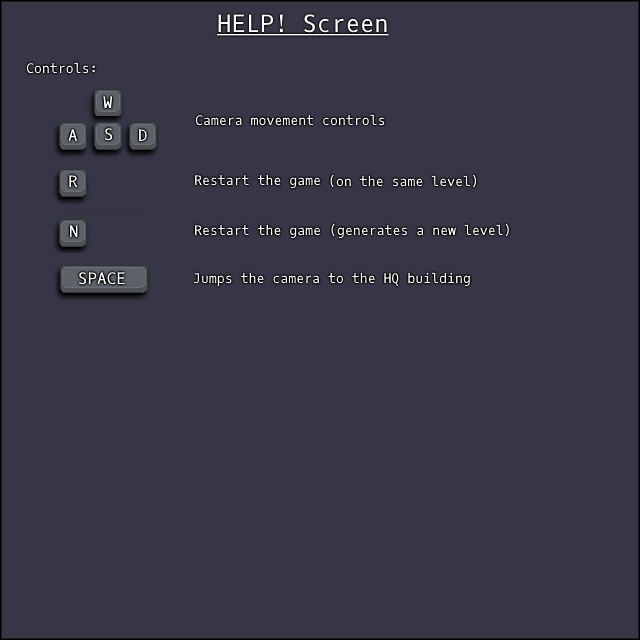 HELP! Screen
Controls:
W
A S D Camera movement controls
R Restart the game (on the same level)
N Restart the game (generates a new level)
SPACE Jumps the camera to the HQ building